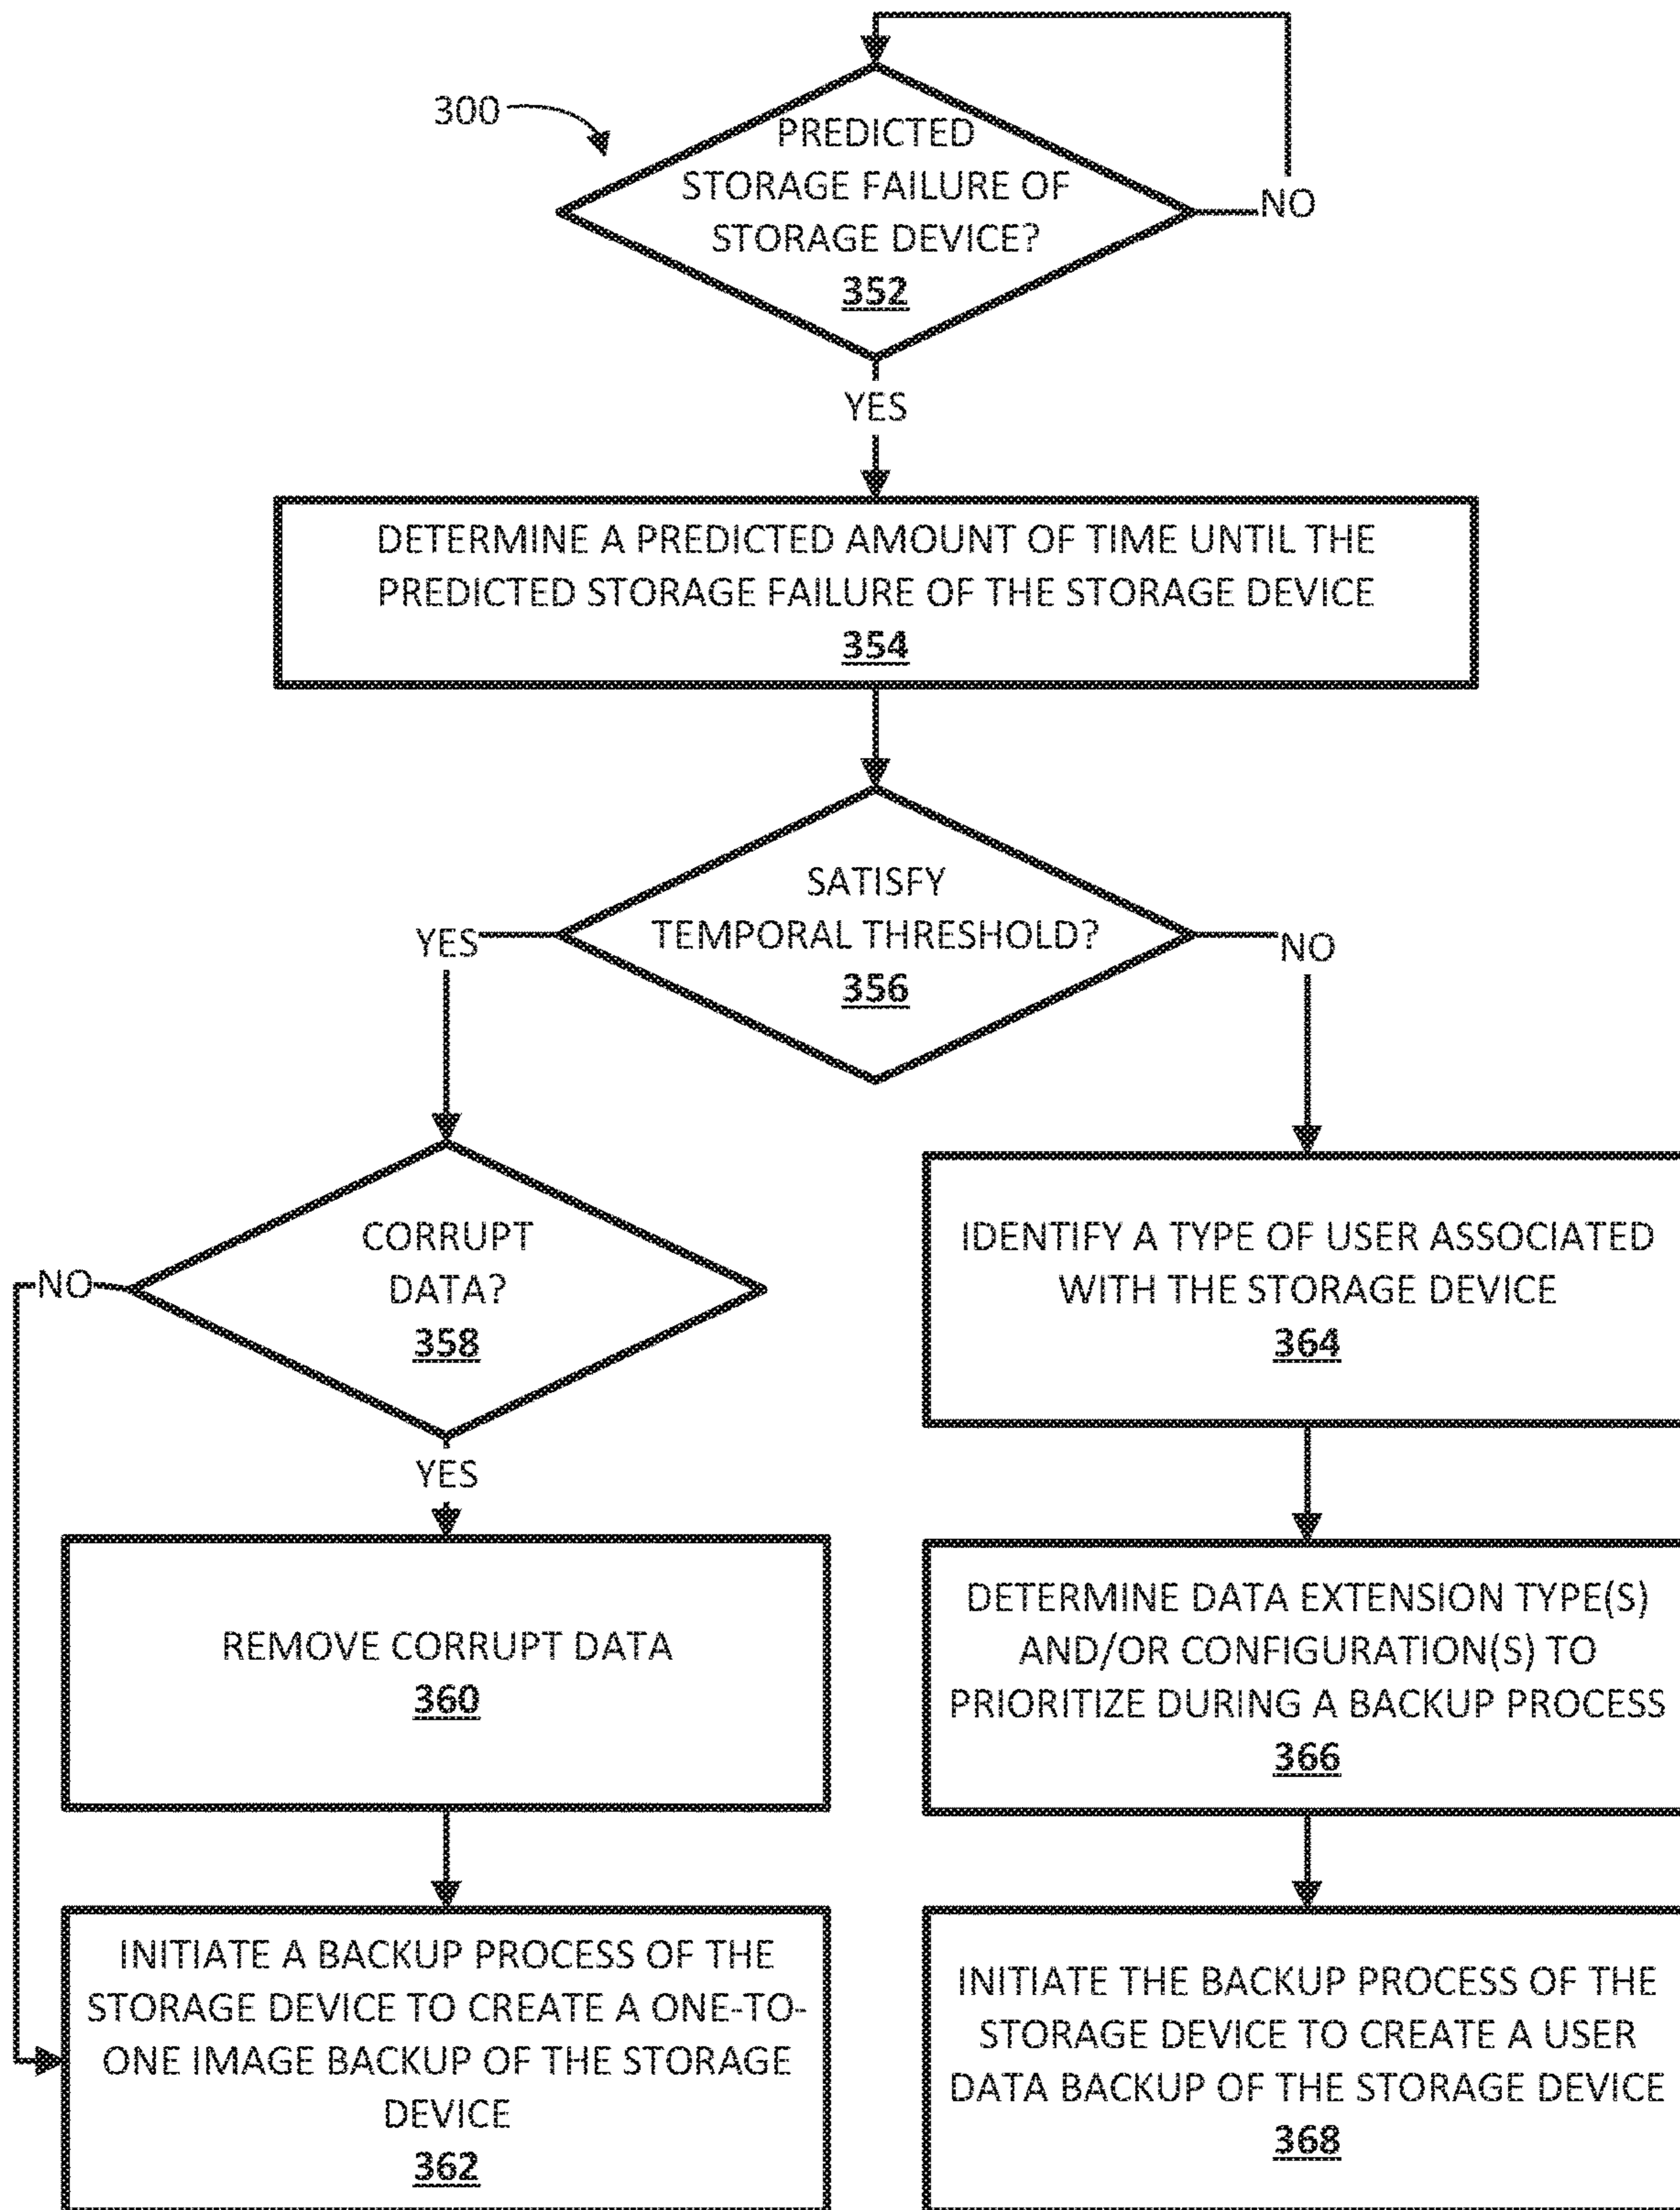 300
PREDICTED
STORAGE FAILURE OF
STORAGE DEVICE?
352
NO
YES
DETERMINE A PREDICTED AMOUNT OF TIME UNTIL THE
PREDICTED STORAGE FAILURE OF THE STORAGE DEVICE
354
SATISFY
TEMPORAL THRESHOLD?
356
YES
NO
CORRUPT
DATA?
358
NO
YES
REMOVE CORRUPT DATA
360
INITIATE A BACKUP PROCESS OF THE
STORAGE DEVICE TO CREATE A ONE-TO-
ONE IMAGE BACKUP OF THE STORAGE
DEVICE
362
IDENTIFY A TYPE OF USER ASSOCIATED
WITH THE STORAGE DEVICE
364
DETERMINE DATA EXTENSION TYPE(S)
AND/OR CONFIGURATION(S) TO
PRIORITIZE DURING A BACKUP PROCESS
366
INITIATE THE BACKUP PROCESS OF THE
STORAGE DEVICE TO CREATE A USER
DATA BACKUP OF THE STORAGE DEVICE
368